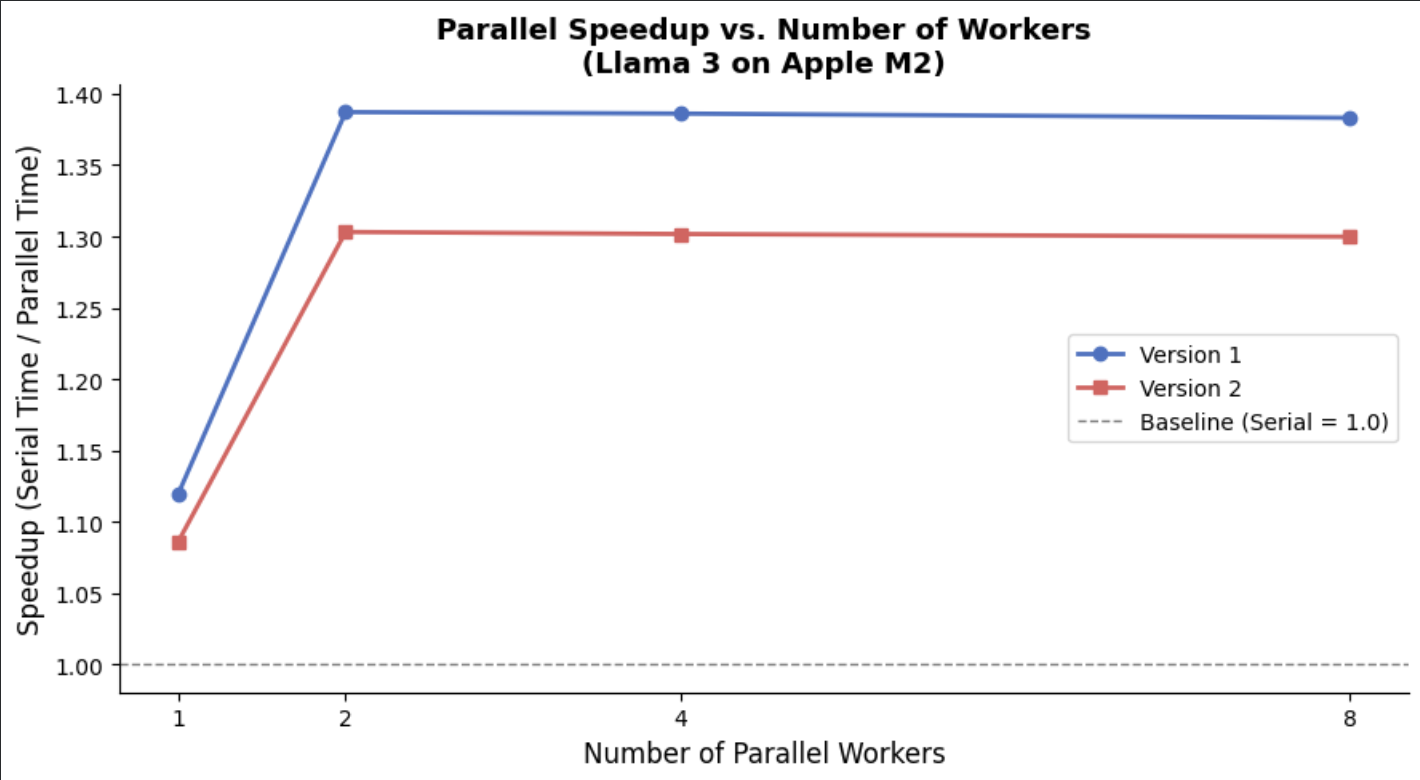 Parallel Speedup vs. Number of Workers
(Llama 3 on Apple M2)
Speedup (Serial Time / Parallel Time)
1.40
1.35
1.30
1.25
1.20
1.15
1.10
1.05
1.00
Version 1
Version 2
Baseline (Serial = 1.0)
1 2 4 8
Number of Parallel Workers